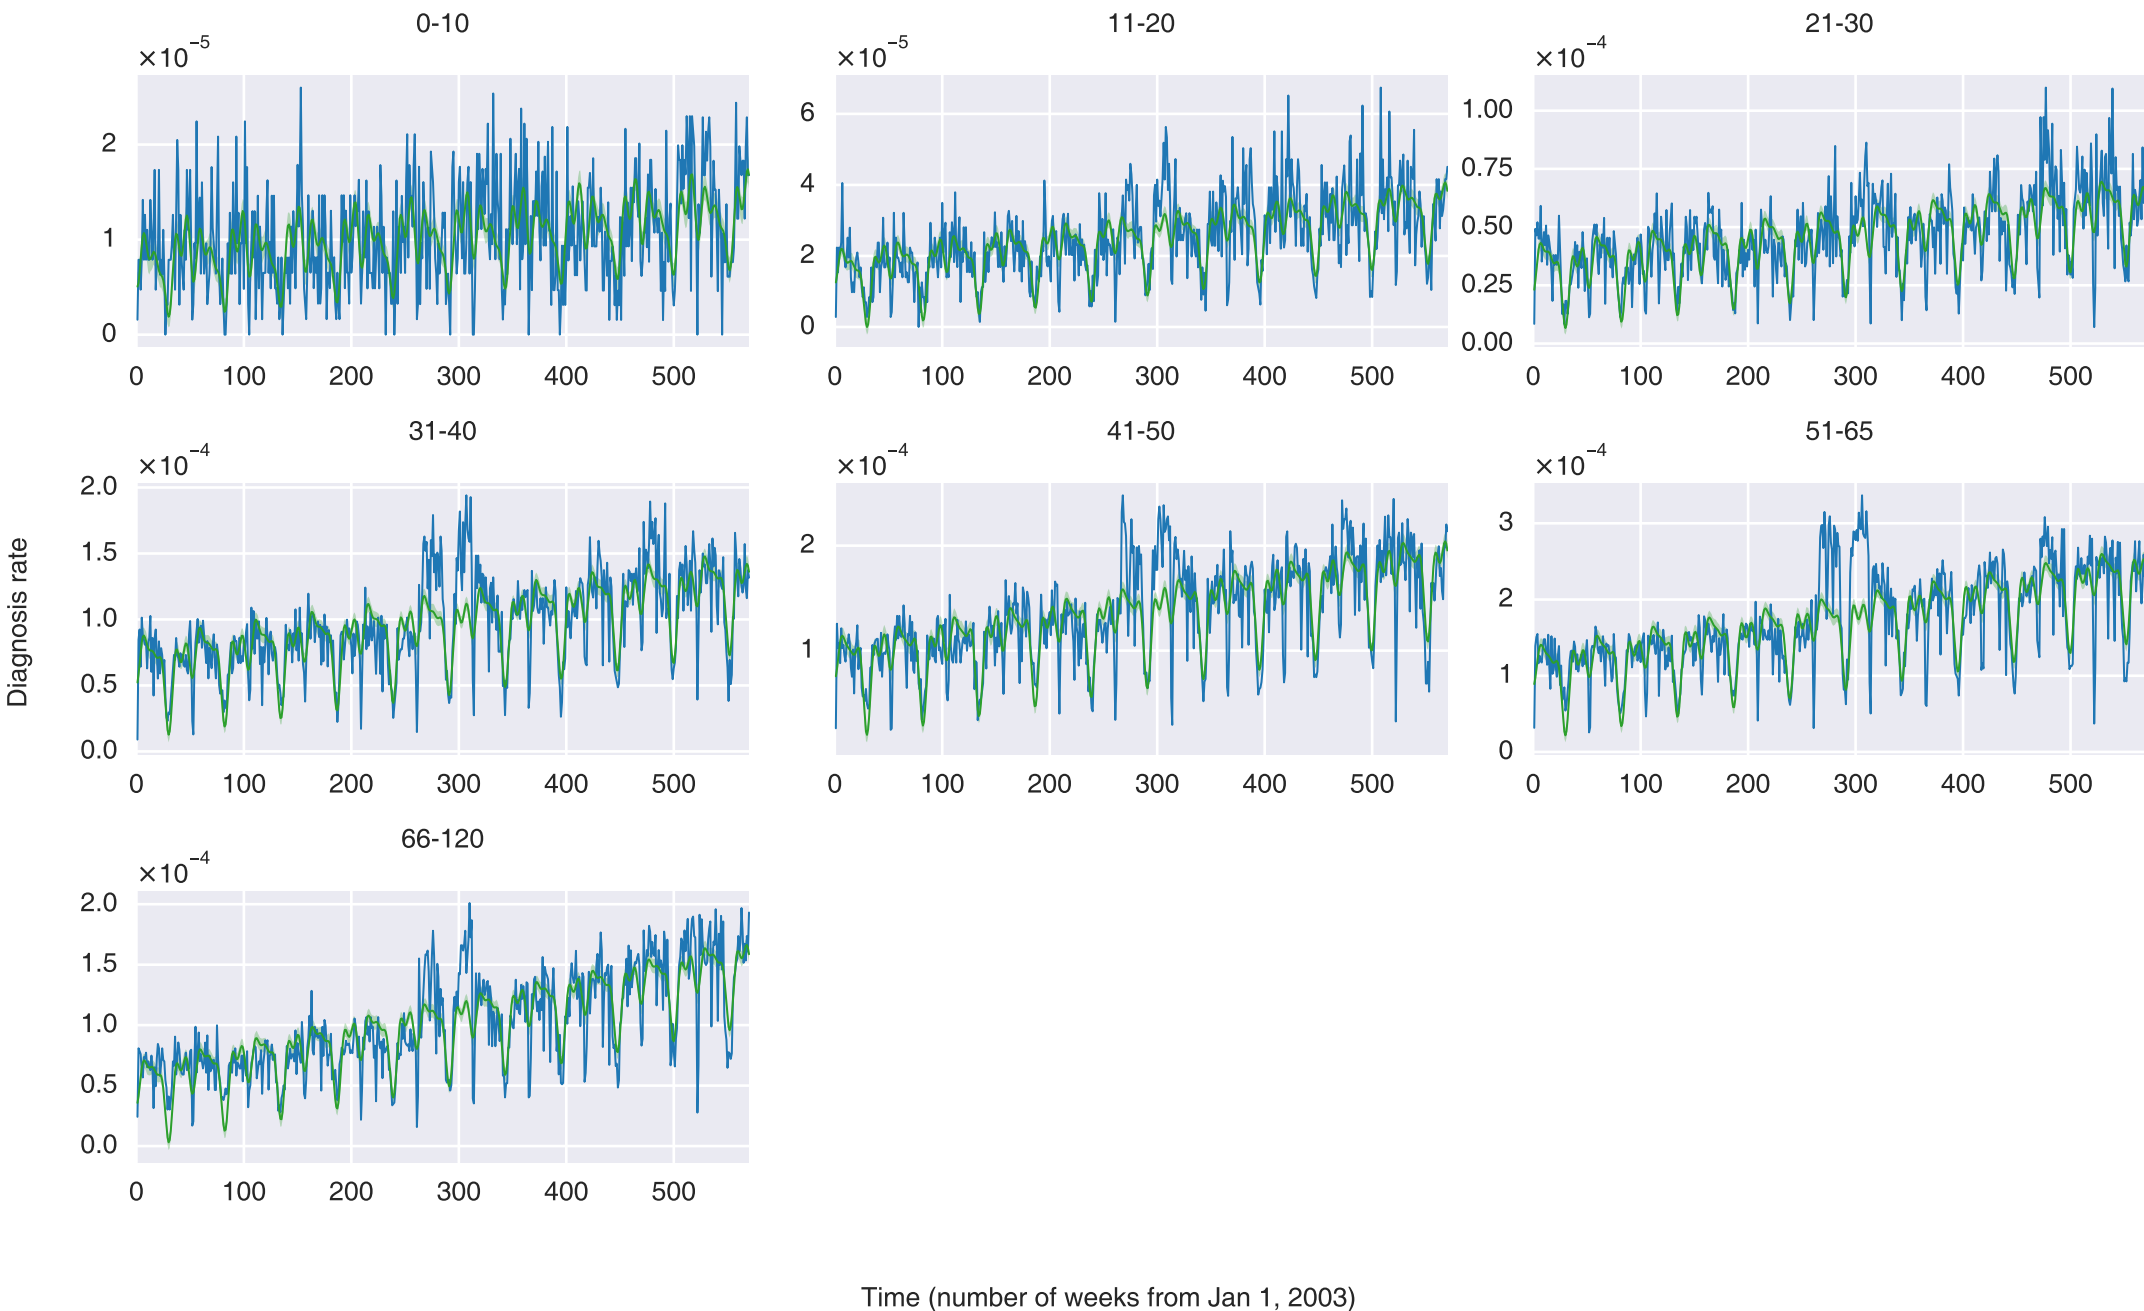 0-10 11-20 21-30
×10⁻⁵ ×10⁻⁵ ×10⁻⁴
2 1 0
6 4 2 0
1.00 0.75 0.50 0.25 0.00
0 100 200 300 400 500 0 100 200 300 400 500 0 100 200 300 400 500
31-40 41-50 51-65
×10⁻⁴ ×10⁻⁴ ×10⁻⁴
2.0 1.5 1.0 0.5 0.0
2 1
3 2 1 0
0 100 200 300 400 500 0 100 200 300 400 500 0 100 200 300 400 500
Diagnosis rate
66-120
×10⁻⁴
2.0 1.5 1.0 0.5 0.0
0 100 200 300 400 500
Time (number of weeks from Jan 1, 2003)